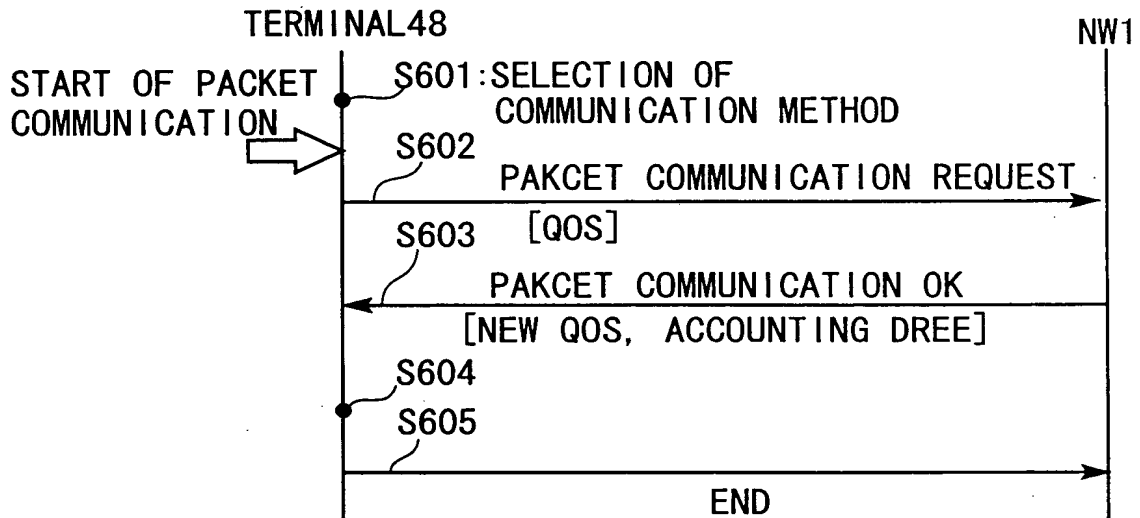 TERMINAL48
NW1
START OF PACKET
COMMUNICATION
S601:SELECTION OF
COMMUNICATION METHOD
S602
PAKCET COMMUNICATION REQUEST
[QOS]
S603
PAKCET COMMUNICATION OK
[NEW QOS, ACCOUNTING DREE]
S604
S605
END